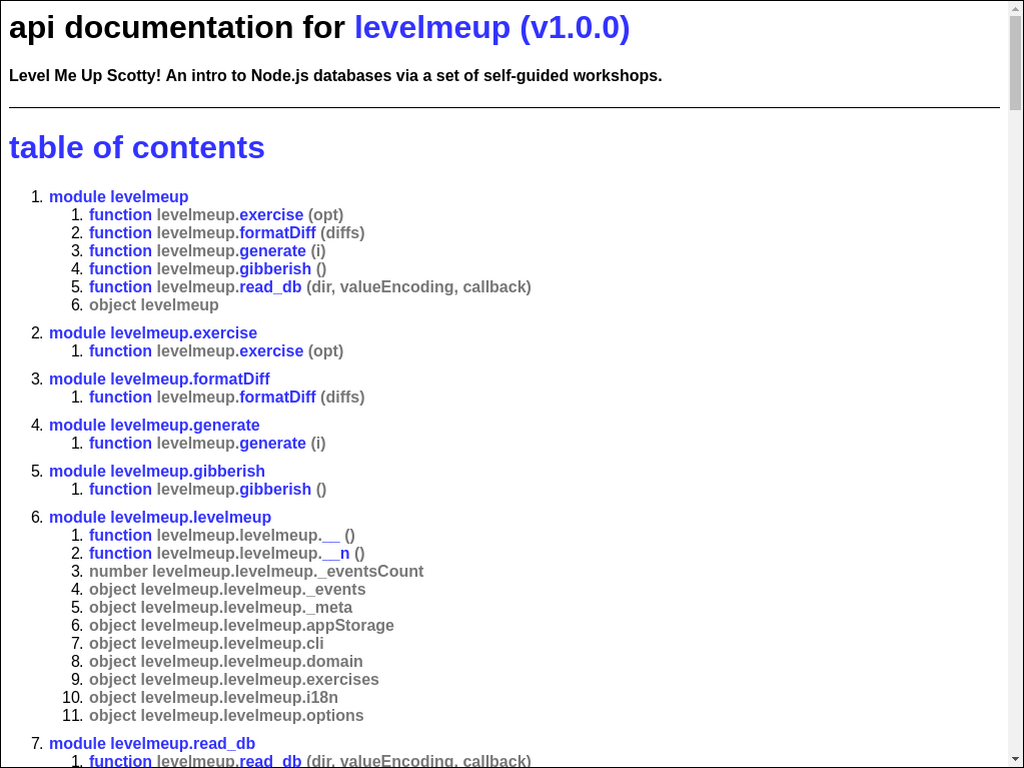 api documentation for levelmeup (v1.0.0)
Level Me Up Scotty! An intro to Node.js databases via a set of self-guided workshops.
table of contents
1. module levelmeup
1. function levelmeup.exercise (opt)
2. function levelmeup.formatDiff (diffs)
3. function levelmeup.generate (i)
4. function levelmeup.gibberish ()
5. function levelmeup.read_db (dir, valueEncoding, callback)
6. object levelmeup
2. module levelmeup.exercise
1. function levelmeup.exercise (opt)
3. module levelmeup.formatDiff
1. function levelmeup.formatDiff (diffs)
4. module levelmeup.generate
1. function levelmeup.generate (i)
5. module levelmeup.gibberish
1. function levelmeup.gibberish ()
6. module levelmeup.levelmeup
1. function levelmeup.levelmeup.__ ()
2. function levelmeup.levelmeup.__n ()
3. number levelmeup.levelmeup._eventsCount
4. object levelmeup.levelmeup._events
5. object levelmeup.levelmeup._meta
6. object levelmeup.levelmeup.appStorage
7. object levelmeup.levelmeup.cli
8. object levelmeup.levelmeup.domain
9. object levelmeup.levelmeup.exercises
10. object levelmeup.levelmeup.i18n
11. object levelmeup.levelmeup.options
7. module levelmeup.read_db
1. function levelmeup.read_db (dir, valueEncoding, callback)